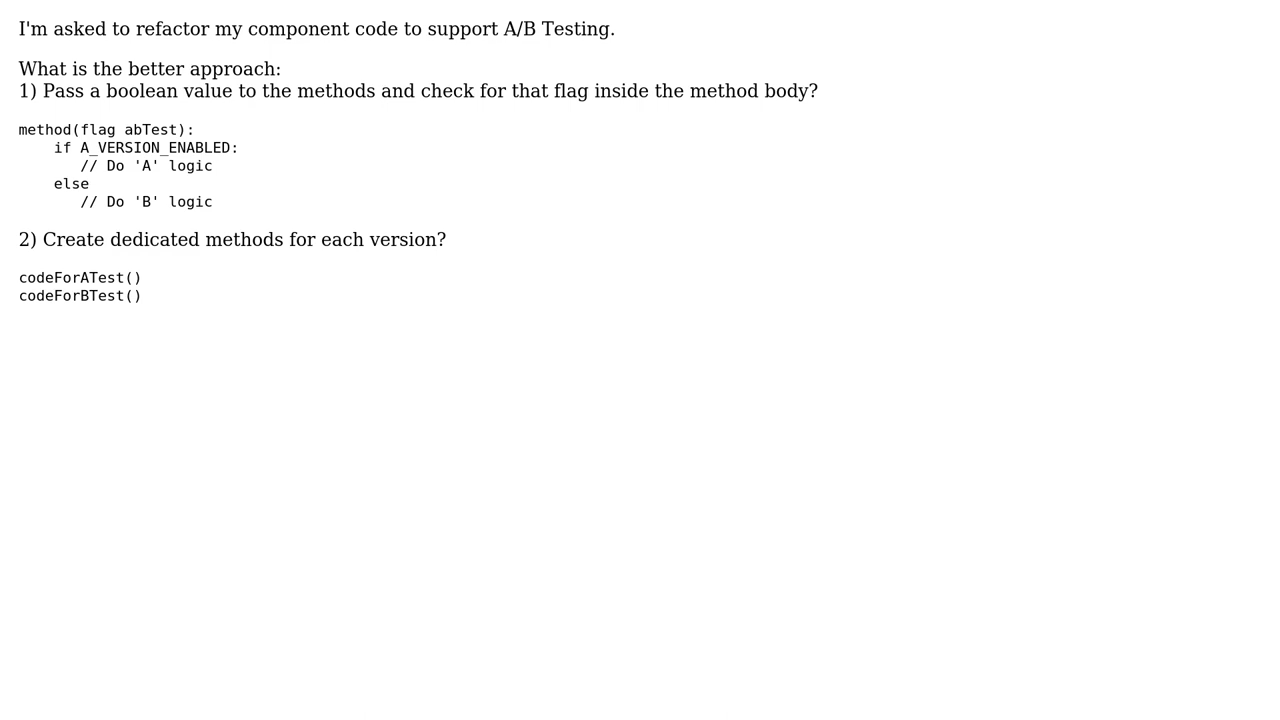 I'm asked to refactor my component code to support A/B Testing.
What is the better approach:
1) Pass a boolean value to the methods and check for that flag inside the method body?
method(flag abTest):
    if A_VERSION_ENABLED:
       // Do 'A' logic
    else
       // Do 'B' logic
2) Create dedicated methods for each version?
codeForATest()
codeForBTest()